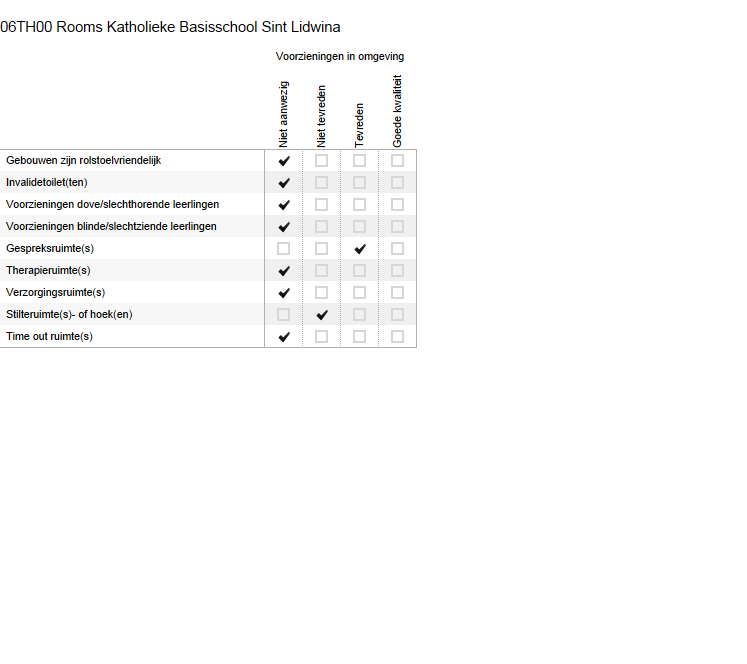 06TH00 Rooms Katholieke Basisschool Sint Lidwina
Voorzieningen in omgeving
Niet aanwezig
Niet tevreden
Tevreden
Goede kwaliteit
Gebouwen zijn rolstoelvriendelijk
Invalidetoilet(ten)
Voorzieningen dove/slechthorende leerlingen
Voorzieningen blinde/slechtziende leerlingen
Gespreksruimte(s)
Therapieruimte(s)
Verzorgingsruimte(s)
Stilteruimte(s)- of hoek(en)
Time out ruimte(s)